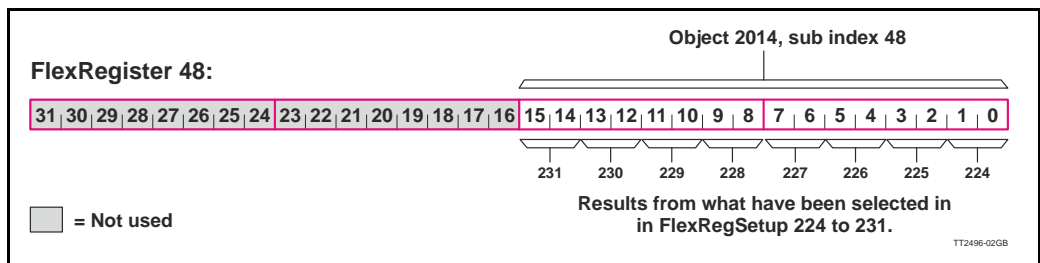 Object 2014, sub index 48
FlexRegister 48:
31 30 29 28 27 26 25 24 23 22 21 20 19 18 17 16 15 14 13 12 11 10 9 8 7 6 5 4 3 2 1 0
231 230 229 228 227 226 225 224
Results from what have been selected in
in FlexRegSetup 224 to 231.
= Not used
TT2496-02GB